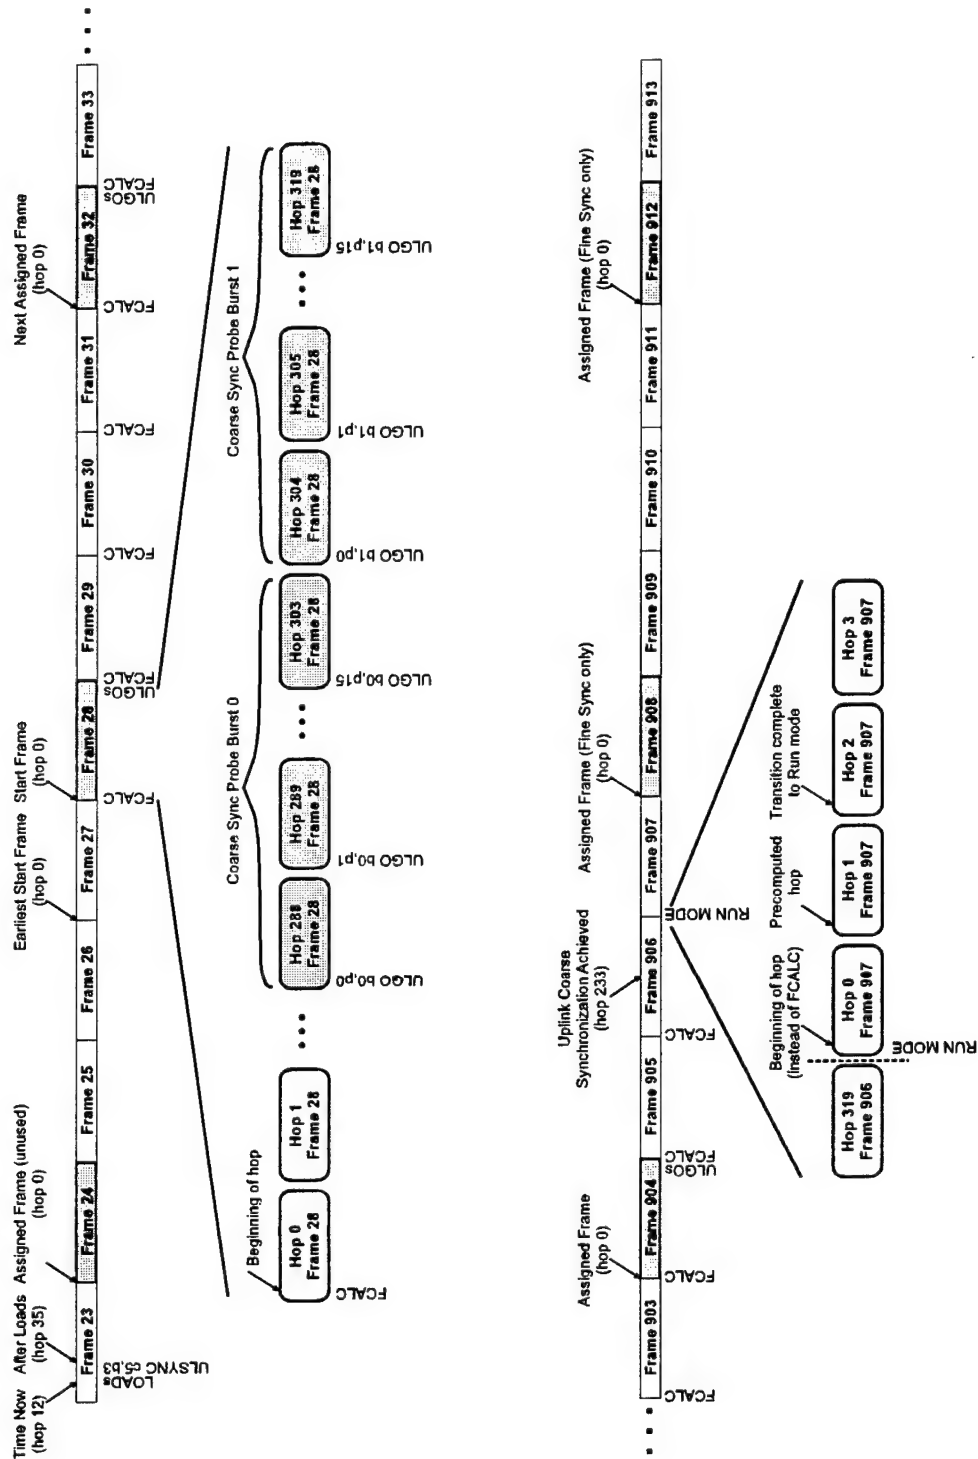 Time Now
(hop 12)
After Loads
(hop 35)
Assigned Frame (unused)
(hop 0)
Earliest Start Frame
(hop 0)
Start Frame
(hop 0)
Next Assigned Frame
(hop 0)
Frame 23
Frame 24
Frame 25
Frame 26
Frame 27
Frame 28
Frame 29
Frame 30
Frame 31
Frame 32
Frame 33
• • •
LOADs
ULSYNC c5,b3
FCALC
ULGOs
FCALC
FCALC
FCALC
FCALC
ULGOs
FCALC
Beginning of hop
Coarse Sync Probe Burst 0
Coarse Sync Probe Burst 1
Hop 0
Frame 28
Hop 1
Frame 28
• • •
Hop 288
Frame 28
Hop 289
Frame 28
• • •
Hop 303
Frame 28
Hop 304
Frame 28
Hop 305
Frame 28
• • •
Hop 319
Frame 28
FCALC
ULGO b0,p0
ULGO b0,p1
ULGO b0,p15
ULGO b1,p0
ULGO b1,p1
ULGO b1,p15
Assigned Frame
(hop 0)
Uplink Coarse
Synchronization Achieved
(hop 233)
Assigned Frame (Fine Sync only)
(hop 0)
Assigned Frame (Fine Sync only)
(hop 0)
• • •
Frame 903
Frame 904
Frame 905
Frame 906
Frame 907
Frame 908
Frame 909
Frame 910
Frame 911
Frame 912
Frame 913
FCALC
FCALC
ULGOs
FCALC
FCALC
RUN MODE
Beginning of hop
(Instead of FCALC)
Precomputed
hop
Transition complete
to Run mode
Hop 319
Frame 906
Hop 0
Frame 907
Hop 1
Frame 907
Hop 2
Frame 907
Hop 3
Frame 907
RUN MODE